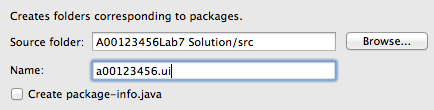 Creates folders corresponding to packages.
Source folder: A00123456Lab7 Solution/src Browse...
Name: a00123456.ui
Create package-info.java